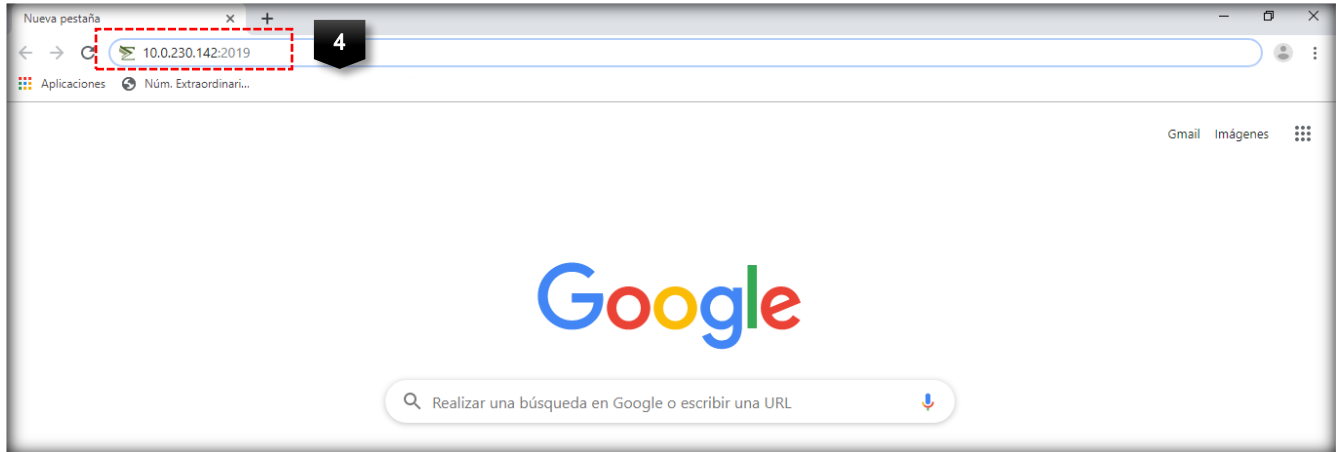 Nueva pestaña
10.0.230.142:2019
4
Aplicaciones Núm. Extraordinari...
Gmail Imágenes
Google
Realizar una búsqueda en Google o escribir una URL